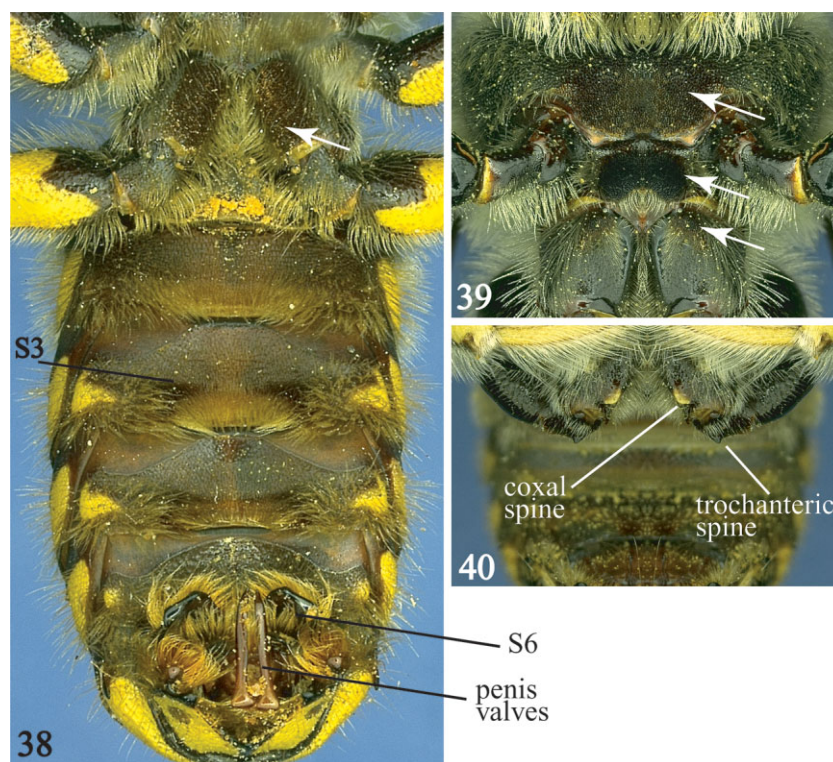 S3
38
S6
penis
valves
39
coxal
spine
trochanteric
spine
40